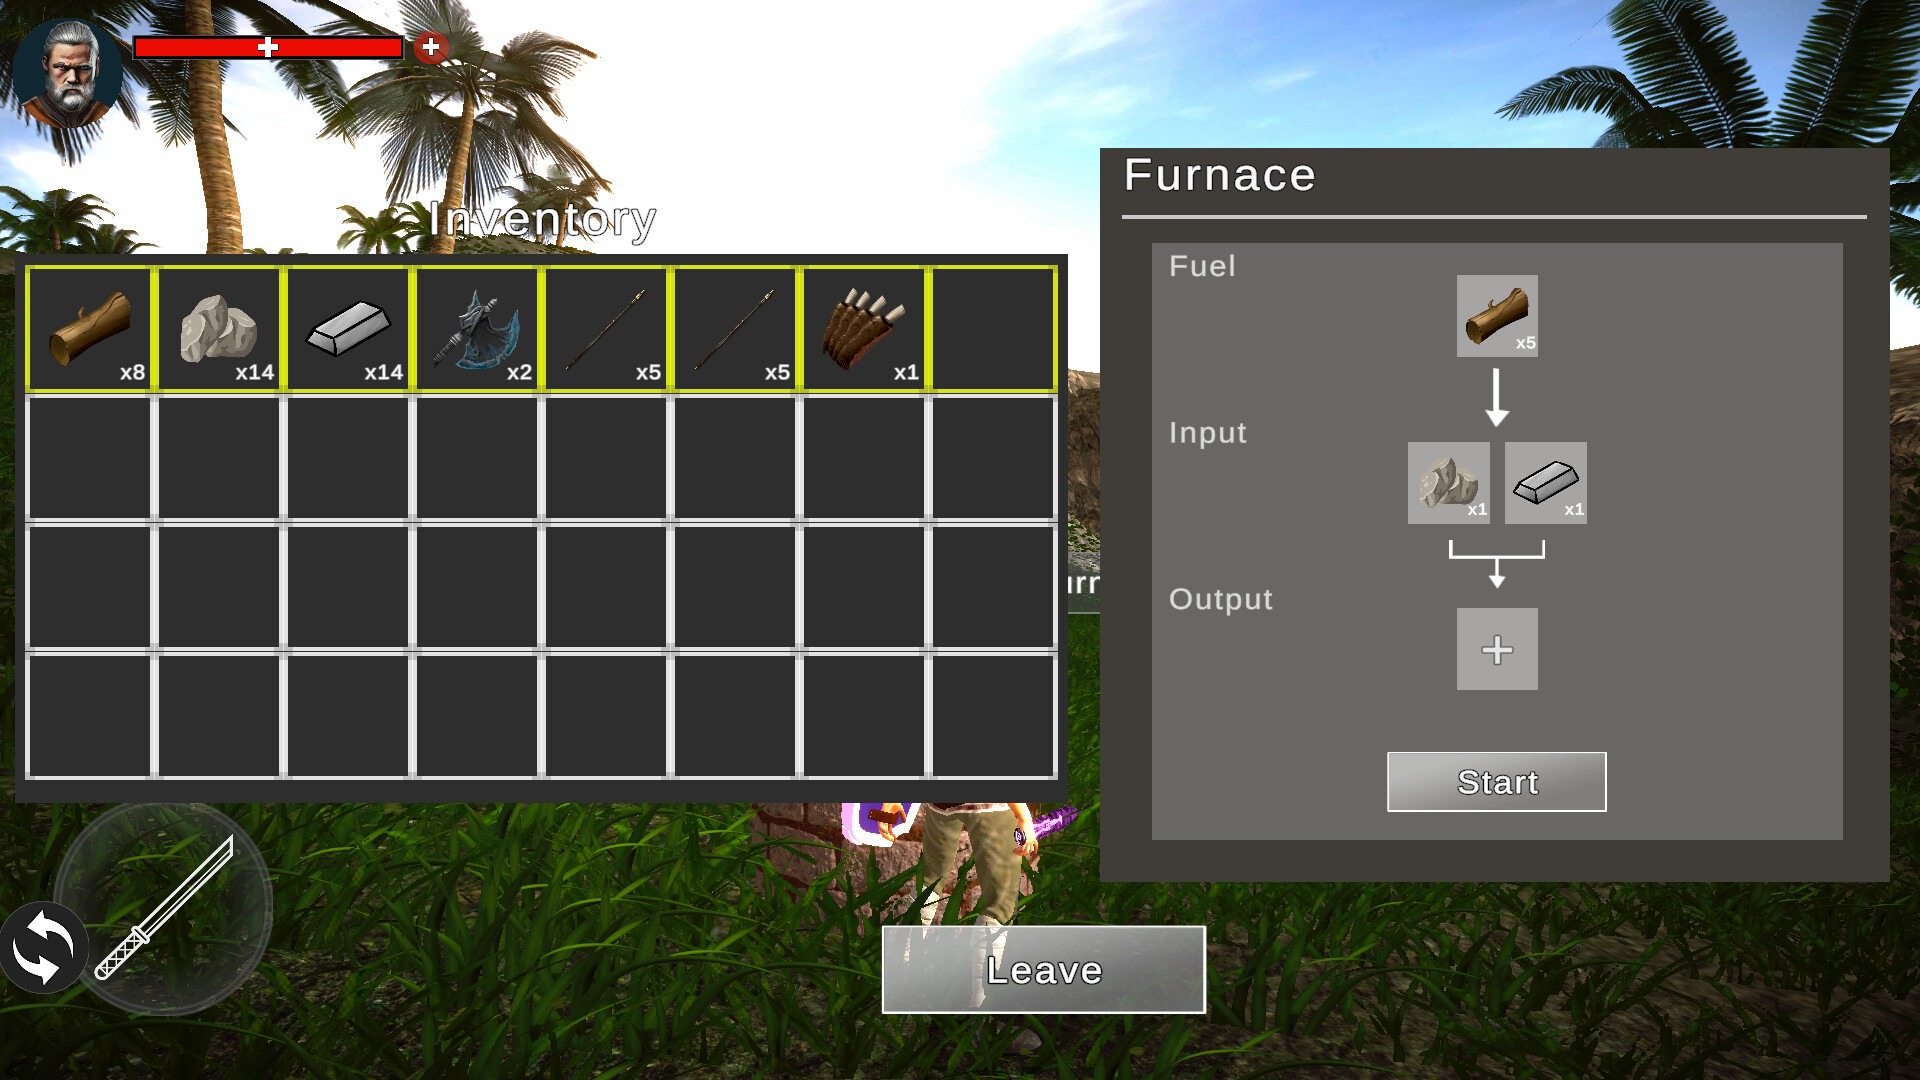 Inventory
x8 x14 x14 x2 x5 x5 x1
Furnace
Fuel
x5
Input
x1 x1
Output
Start
Leave